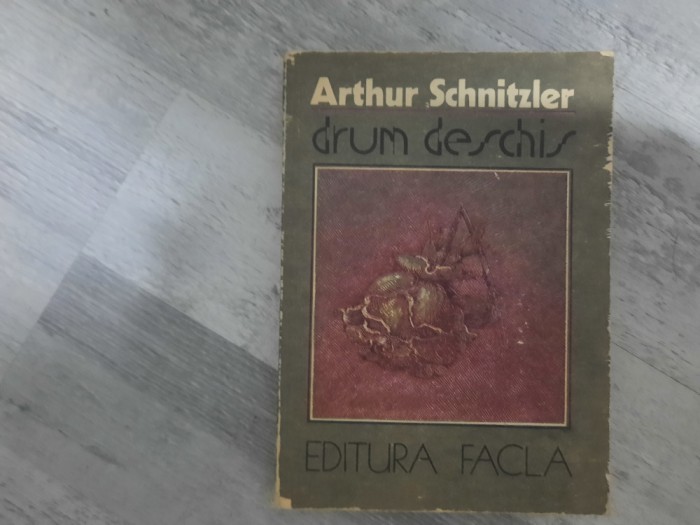 Arthur Schnitzler
drum deschis
EDITURA FACLA